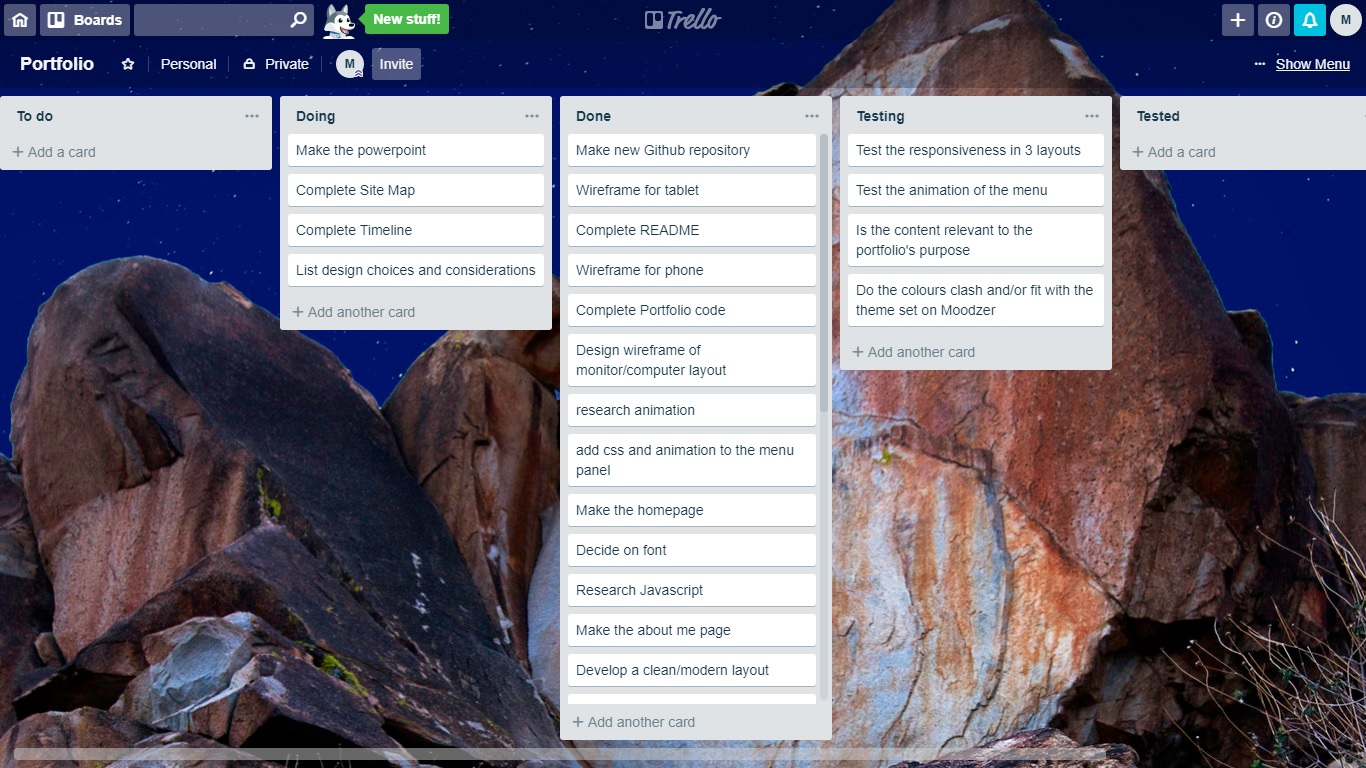 Boards
New stuff!
Trello
M
Portfolio
Personal
Private
M
Invite
Show Menu
To do
+ Add a card
Doing
Make the powerpoint
Complete Site Map
Complete Timeline
List design choices and considerations
+ Add another card
Done
Make new Github repository
Wireframe for tablet
Complete README
Wireframe for phone
Complete Portfolio code
Design wireframe of
monitor/computer layout
research animation
add css and animation to the menu
panel
Make the homepage
Decide on font
Research Javascript
Make the about me page
Develop a clean/modern layout
+ Add another card
Testing
Test the responsiveness in 3 layouts
Test the animation of the menu
Is the content relevant to the
portfolio's purpose
Do the colours clash and/or fit with the
theme set on Moodzer
+ Add another card
Tested
+ Add a card